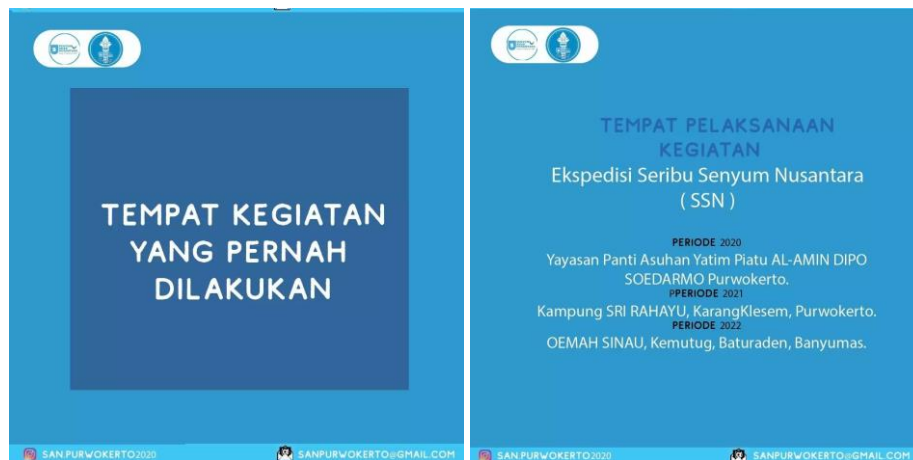 TEMPAT KEGIATAN
YANG PERNAH
DILAKUKAN
SAN.PURWOKERTO2020
SANPURWOKERTO@GMAIL.COM
TEMPAT PELAKSANAAN
KEGIATAN
Ekspedisi Seribu Senyum Nusantara
( SSN )
PERIODE 2020
Yayasan Panti Asuhan Yatim Piatu AL-AMIN DIPO
SOEDARMO Purwokerto.
PPERIODE 2021
Kampung SRI RAHAYU, KarangKlesem, Purwokerto.
PERIODE 2022
OEMAH SINAU, Kemutug, Baturaden, Banyumas.
SAN.PURWOKERTO2020
SANPURWOKERTO@GMAIL.COM